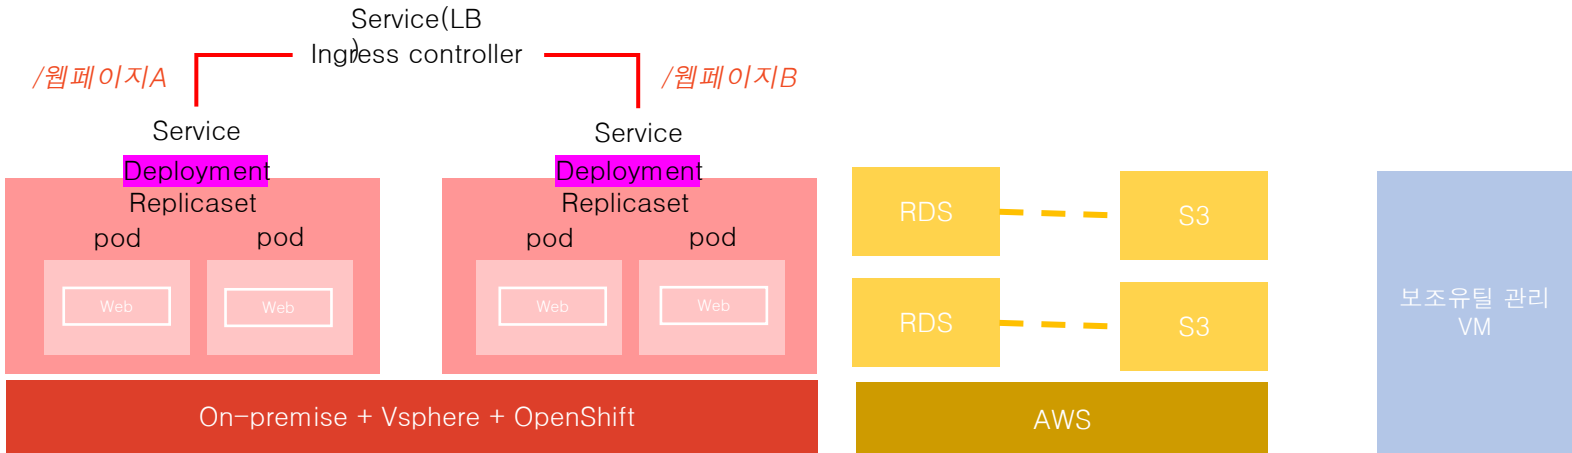 Service(LB
)
Ingress controller
/웹페이지A
/웹페이지B
Service
Service
Deployment
Deployment
Replicaset
Replicaset
pod
pod
pod
pod
Web
Web
Web
Web
On-premise + Vsphere + OpenShift
RDS
S3
RDS
S3
AWS
보조유틸 관리
VM